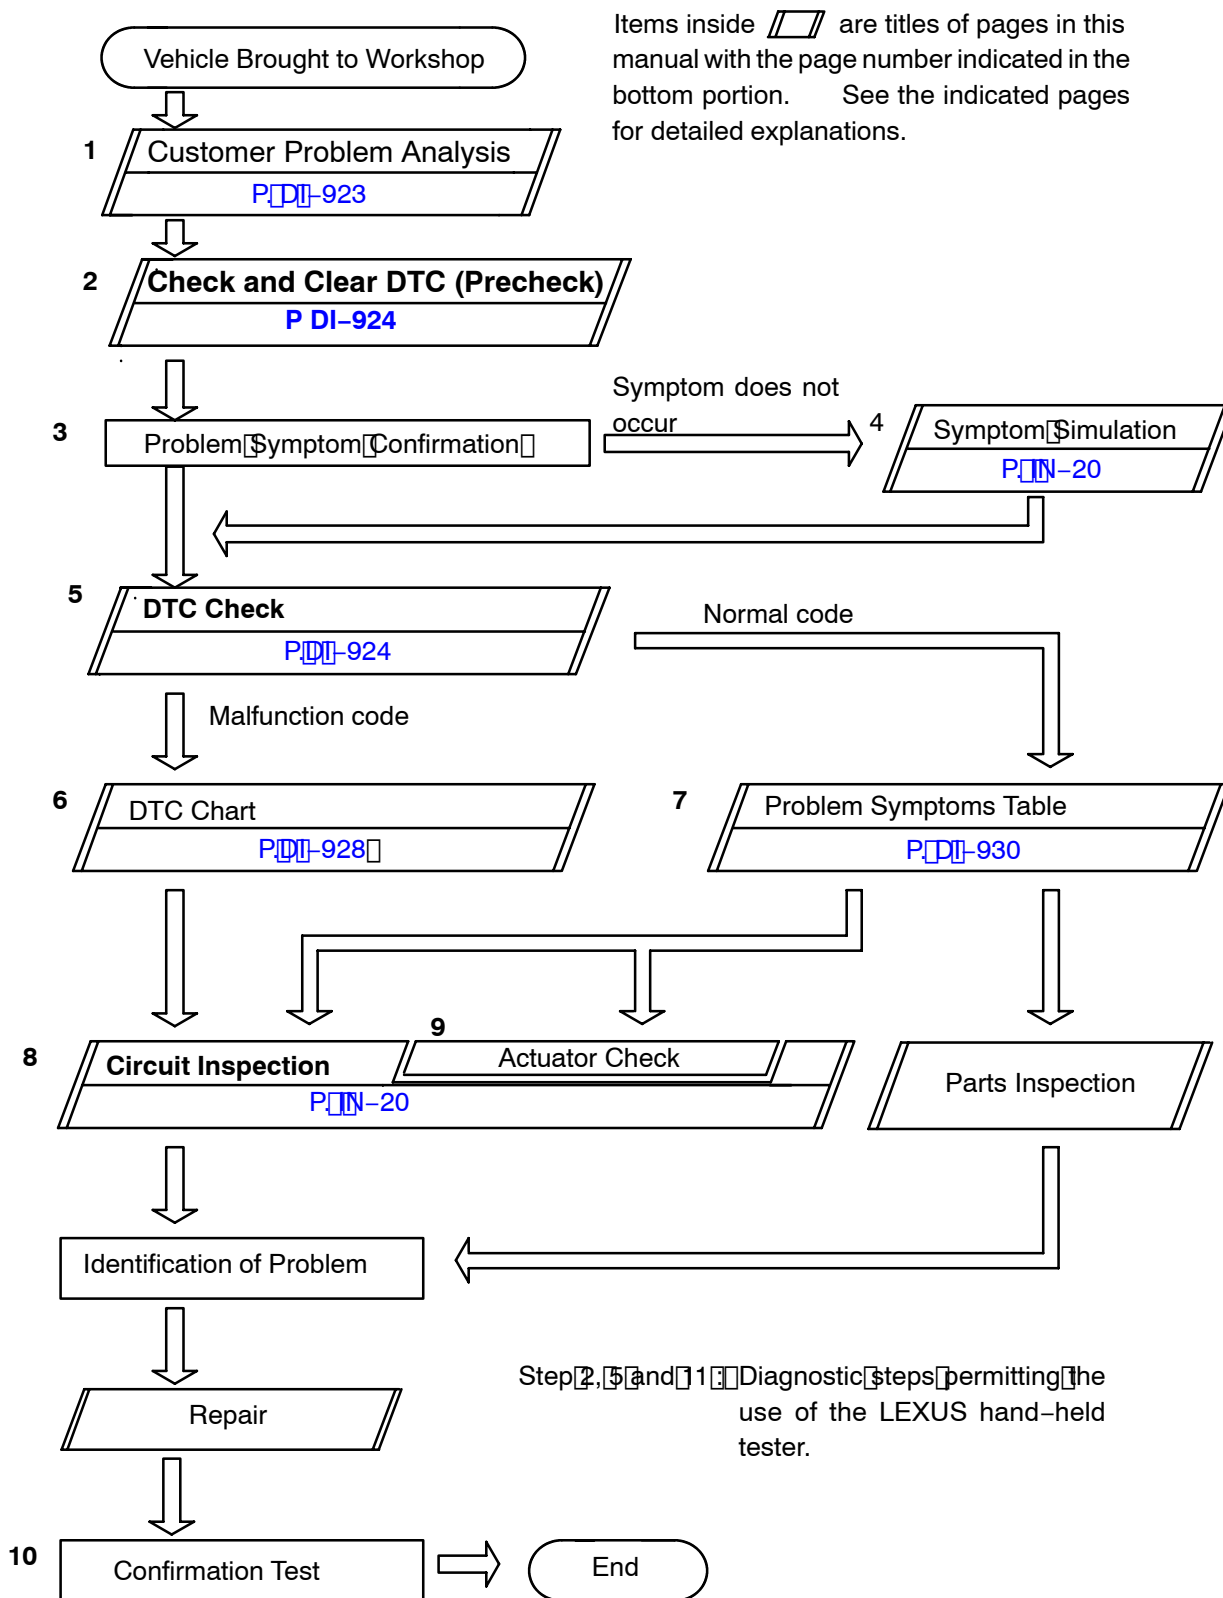 Vehicle Brought to Workshop
Items inside are titles of pages in this
manual with the page number indicated in the
bottom portion. See the indicated pages
for detailed explanations.
1
Customer Problem Analysis
P. DI–923
2
Check and Clear DTC (Precheck)
P DI–924
3
Problem Symptom Confirmation
Symptom does not
occur
4
Symptom Simulation
P. IN–20
5
DTC Check
P. DI–924
Normal code
Malfunction code
6
DTC Chart
P. DI–928
7
Problem Symptoms Table
P. DI–930
8
Circuit Inspection
P. IN–20
9
Actuator Check
Parts Inspection
Identification of Problem
Step 2, 5 and 11 : Diagnostic steps permitting the
use of the LEXUS hand–held
tester.
Repair
10
Confirmation Test
End